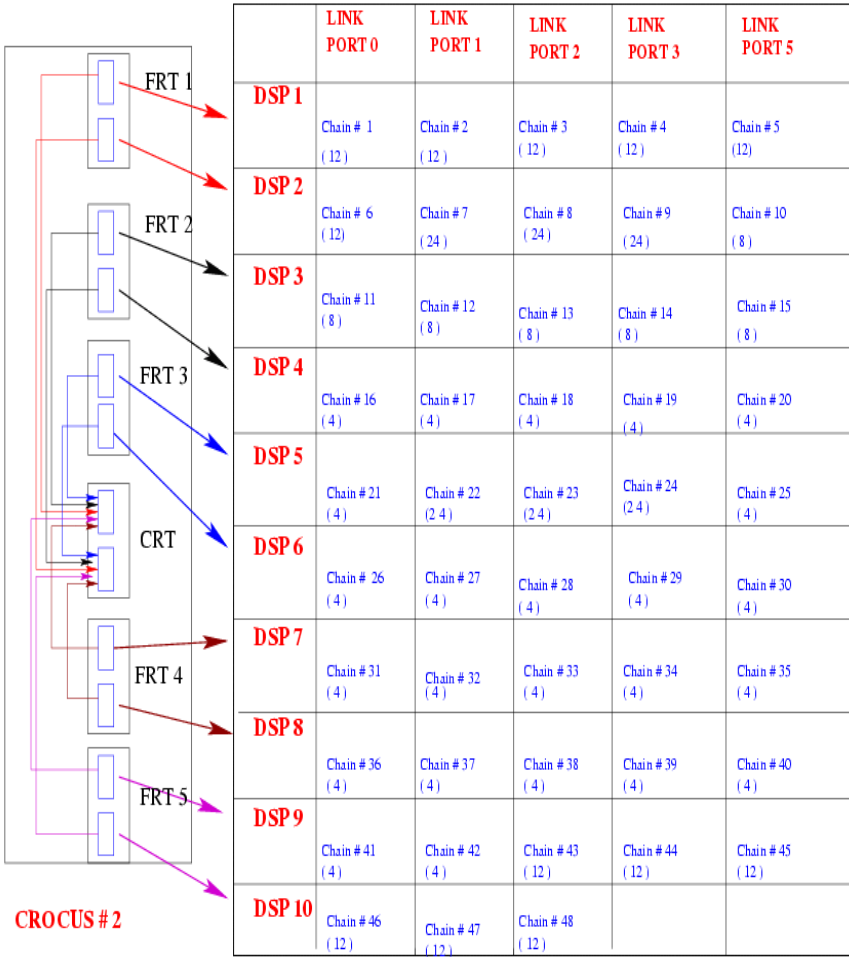 LINK PORT 0
LINK PORT 1
LINK PORT 2
LINK PORT 3
LINK PORT 5
FRT 1
FRT 2
FRT 3
CRT
FRT 4
FRT 5
CROCUS # 2
DSP 1
Chain # 1
Chain # 2
Chain # 3
Chain # 4
Chain # 5
( 12 )
( 12 )
( 12 )
( 12 )
(12)
DSP 2
Chain # 6
Chain # 7
Chain # 8
Chain # 9
Chain # 10
( 12)
( 24 )
( 24 )
( 24 )
( 8 )
DSP 3
Chain # 11
Chain # 12
Chain # 13
Chain # 14
Chain # 15
( 8 )
( 8 )
( 8 )
( 8 )
( 8 )
DSP 4
Chain # 16
Chain # 17
Chain # 18
Chain # 19
Chain # 20
( 4 )
( 4 )
( 4 )
( 4 )
( 4 )
DSP 5
Chain # 21
Chain # 22
Chain # 23
Chain # 24
Chain # 25
( 4 )
(2 4 )
( 2 4 )
( 2 4 )
( 4 )
DSP 6
Chain # 26
Chain # 27
Chain # 28
Chain # 29
Chain # 30
( 4 )
( 4 )
( 4 )
( 4 )
( 4 )
DSP 7
Chain # 31
Chain # 32
Chain # 33
Chain # 34
Chain # 35
( 4 )
( 4 )
( 4 )
( 4 )
( 4 )
DSP 8
Chain # 36
Chain # 37
Chain # 38
Chain # 39
Chain # 40
( 4 )
( 4 )
( 4 )
( 4 )
( 4 )
DSP 9
Chain # 41
Chain # 42
Chain # 43
Chain # 44
Chain # 45
( 4 )
( 4 )
( 12 )
( 12 )
( 12 )
DSP 10
Chain # 46
Chain # 47
Chain # 48
( 12 )
( 12 )
( 12 )